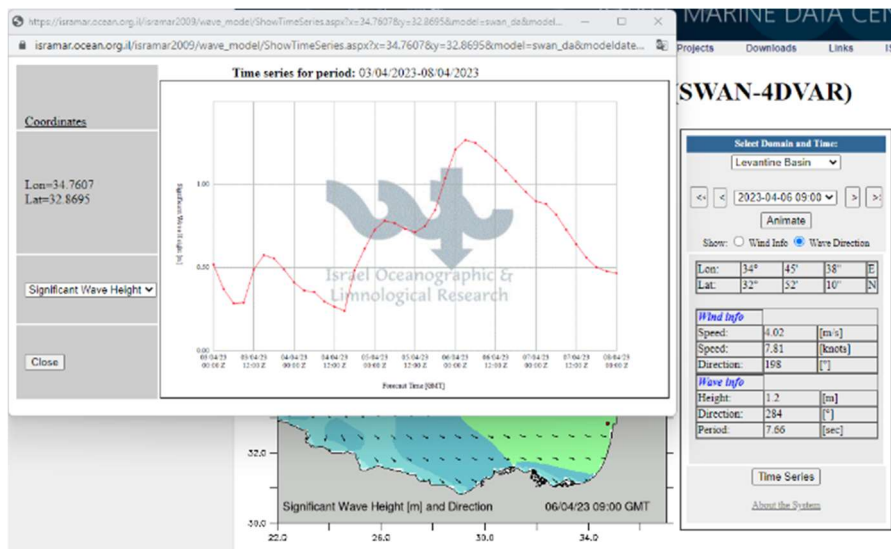 isramar.ocean.org.il/isramar2009/wave_model/ShowTimeSeries.aspx?x=34.7607&y=32.8695&model=swan_da&model...
isramar.ocean.org.il/isramar2009/wave_model/ShowTimeSeries.aspx?x=34.7607&y=32.8695&model=swan_da&modeldate...
Time series for period: 03/04/2023-08/04/2023
Coordinates
Lon=34.7607
Lat=32.8695
Significant Wave Height
Close
Significant Wave Height [m]
1.00
0.50
0.00
Israel Oceanographic &
Limnological Research
03/04/23 00:00 Z
03/04/23 12:00 Z
04/04/23 00:00 Z
04/04/23 12:00 Z
05/04/23 00:00 Z
05/04/23 12:00 Z
06/04/23 00:00 Z
06/04/23 12:00 Z
07/04/23 00:00 Z
07/04/23 12:00 Z
08/04/23 00:00 Z
Forecast Time [GMT]
MARINE DATA CE
Projects Downloads Links
(SWAN-4DVAR)
Select Domain and Time:
Levantine Basin
<< < 2023-04-06 09:00 > >
Animate
Show: Wind Info Wave Direction
Lon: 34° 45' 38" E
Lat: 32° 52' 10" N
Wind info
Speed: 4.02 [m/s]
Speed: 7.81 [knots]
Direction: 198 [°]
Wave info
Height: 1.2 [m]
Direction: 284 [°]
Period: 7.66 [sec]
Time Series
About the System
32.0
30.0
Significant Wave Height [m] and Direction 06/04/23 09:00 GMT
22.0 26.0 30.0 34.0